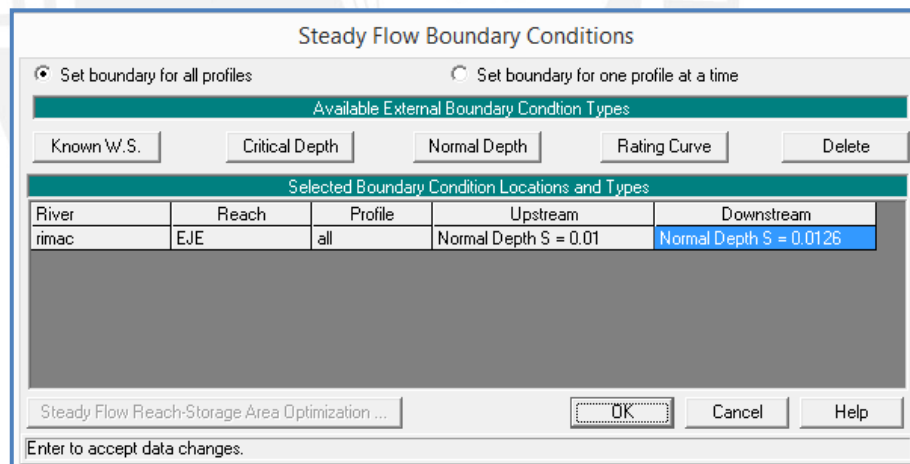 Steady Flow Boundary Conditions
Set boundary for all profiles Set boundary for one profile at a time
Available External Boundary Condtion Types
Known W.S. Critical Depth Normal Depth Rating Curve Delete
Selected Boundary Condition Locations and Types
River Reach Profile Upstream Downstream
rimac EJE all Normal Depth S = 0.01 Normal Depth S = 0.0126
Steady Flow Reach-Storage Area Optimization ... OK Cancel Help
Enter to accept data changes.